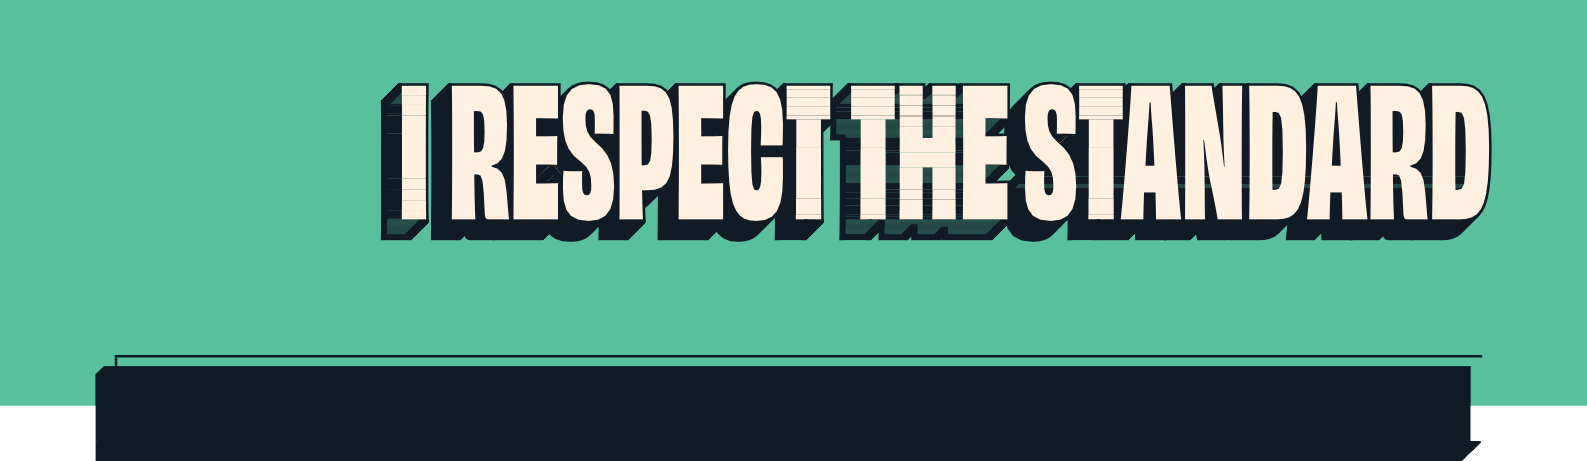 I RESPECT THE STANDARD